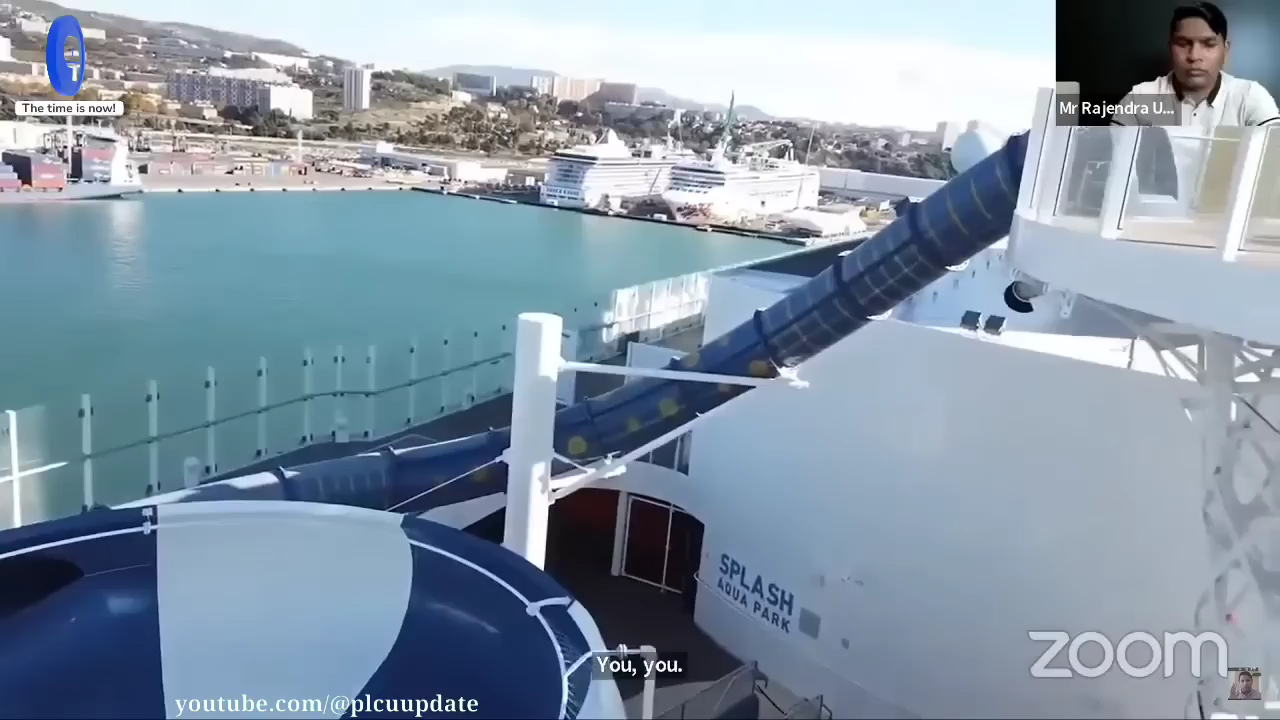 T
The time is now!
Mr Rajendra U...
SPLASH
AQUA PARK
You, you.
zoom
youtube.com/@plcuupdate